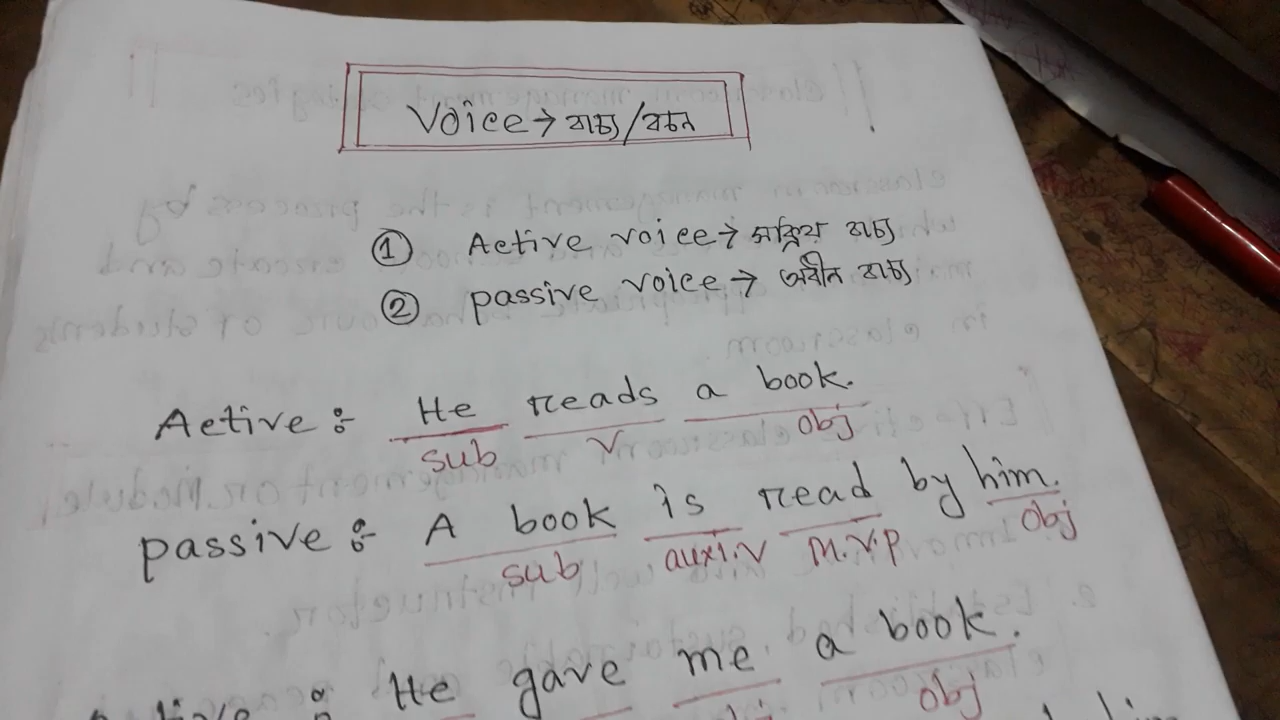 Voice → বাচ্য/বচন
① Active voice → সক্রিয় বাচ্য
② passive voice → অধীন বাচ্য
Active : He reads a book.
sub V obj
passive : A book is read by him.
sub auxi.v m.v.p obj
He gave me a book.
obj
him